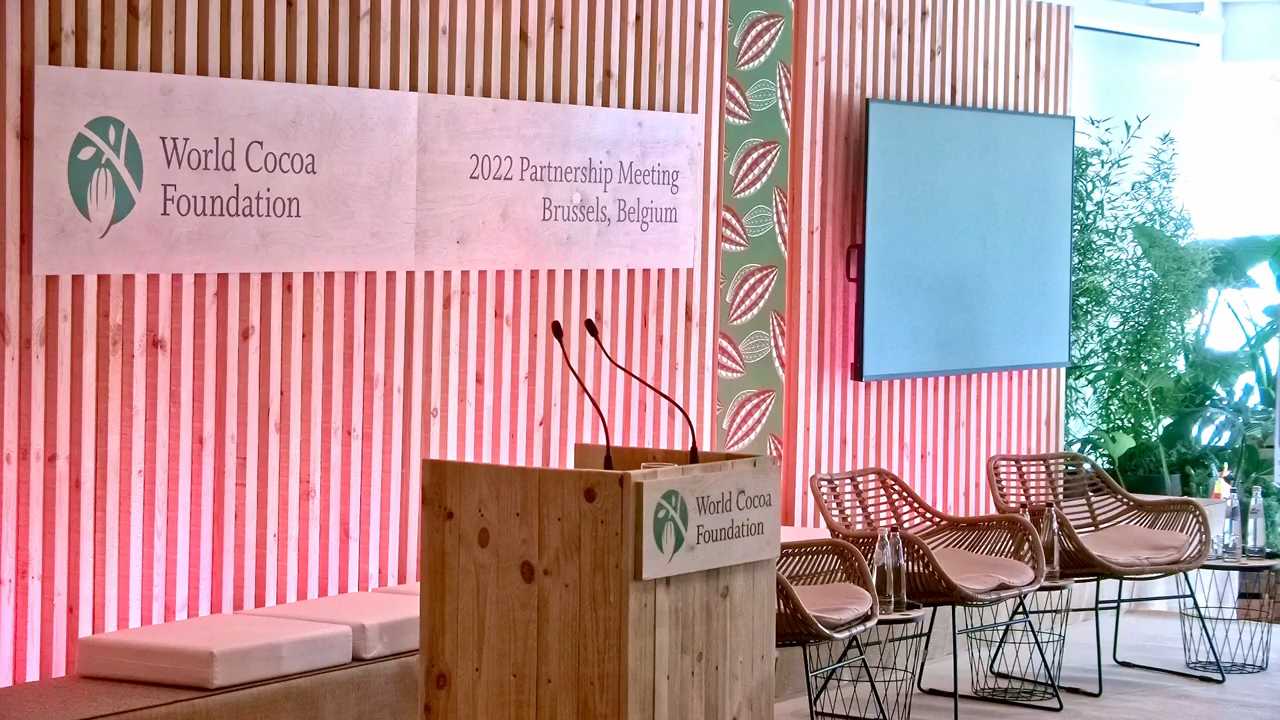 World Cocoa
Foundation
2022 Partnership Meeting
Brussels, Belgium
World Cocoa
Foundation